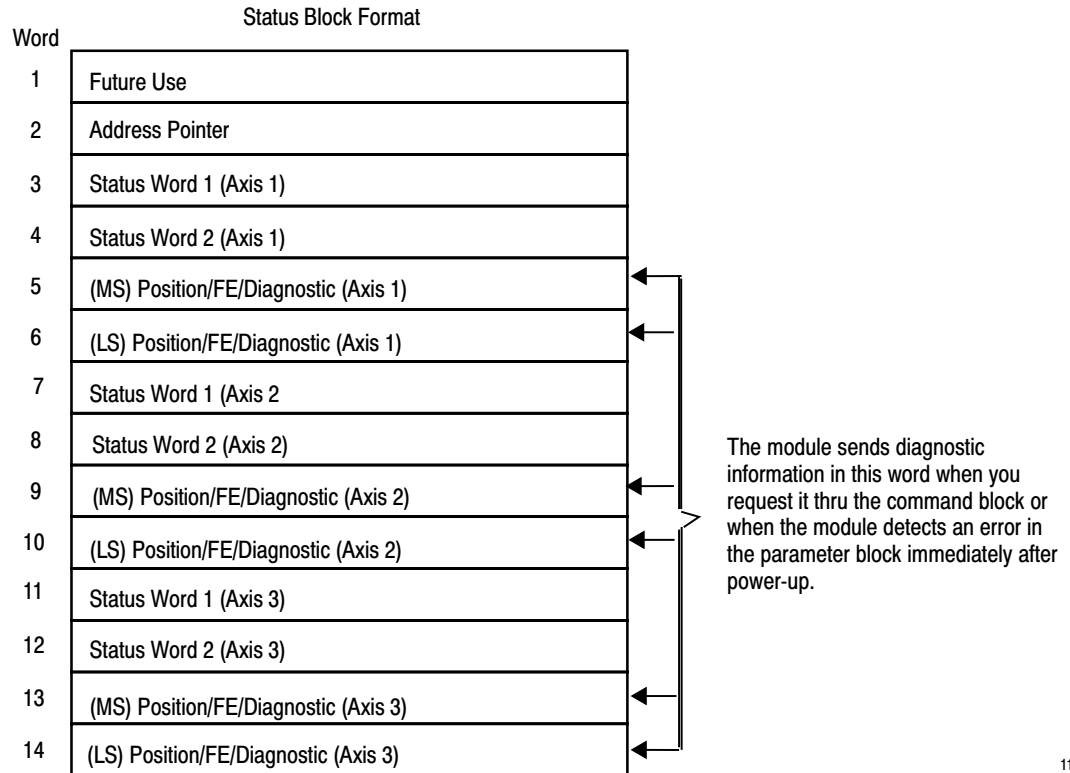 Status Block Format
Word
1 Future Use
2 Address Pointer
3 Status Word 1 (Axis 1)
4 Status Word 2 (Axis 1)
5 (MS) Position/FE/Diagnostic (Axis 1)
6 (LS) Position/FE/Diagnostic (Axis 1)
7 Status Word 1 (Axis 2
8 Status Word 2 (Axis 2)
9 (MS) Position/FE/Diagnostic (Axis 2)
10 (LS) Position/FE/Diagnostic (Axis 2)
11 Status Word 1 (Axis 3)
12 Status Word 2 (Axis 3)
13 (MS) Position/FE/Diagnostic (Axis 3)
14 (LS) Position/FE/Diagnostic (Axis 3)
The module sends diagnostic
information in this word when you
request it thru the command block or
when the module detects an error in
the parameter block immediately after
power-up.
11